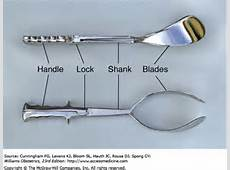 Handle Lock Shank Blades
Source: Cunningham FG, Leveno KJ, Bloom SL, Hauth JC, Rouse DJ, Spong CY:
Williams Obstetrics, 23rd Edition: http://www.accessmedicine.com
Copyright © The McGraw-Hill Companies, Inc. All rights reserved.